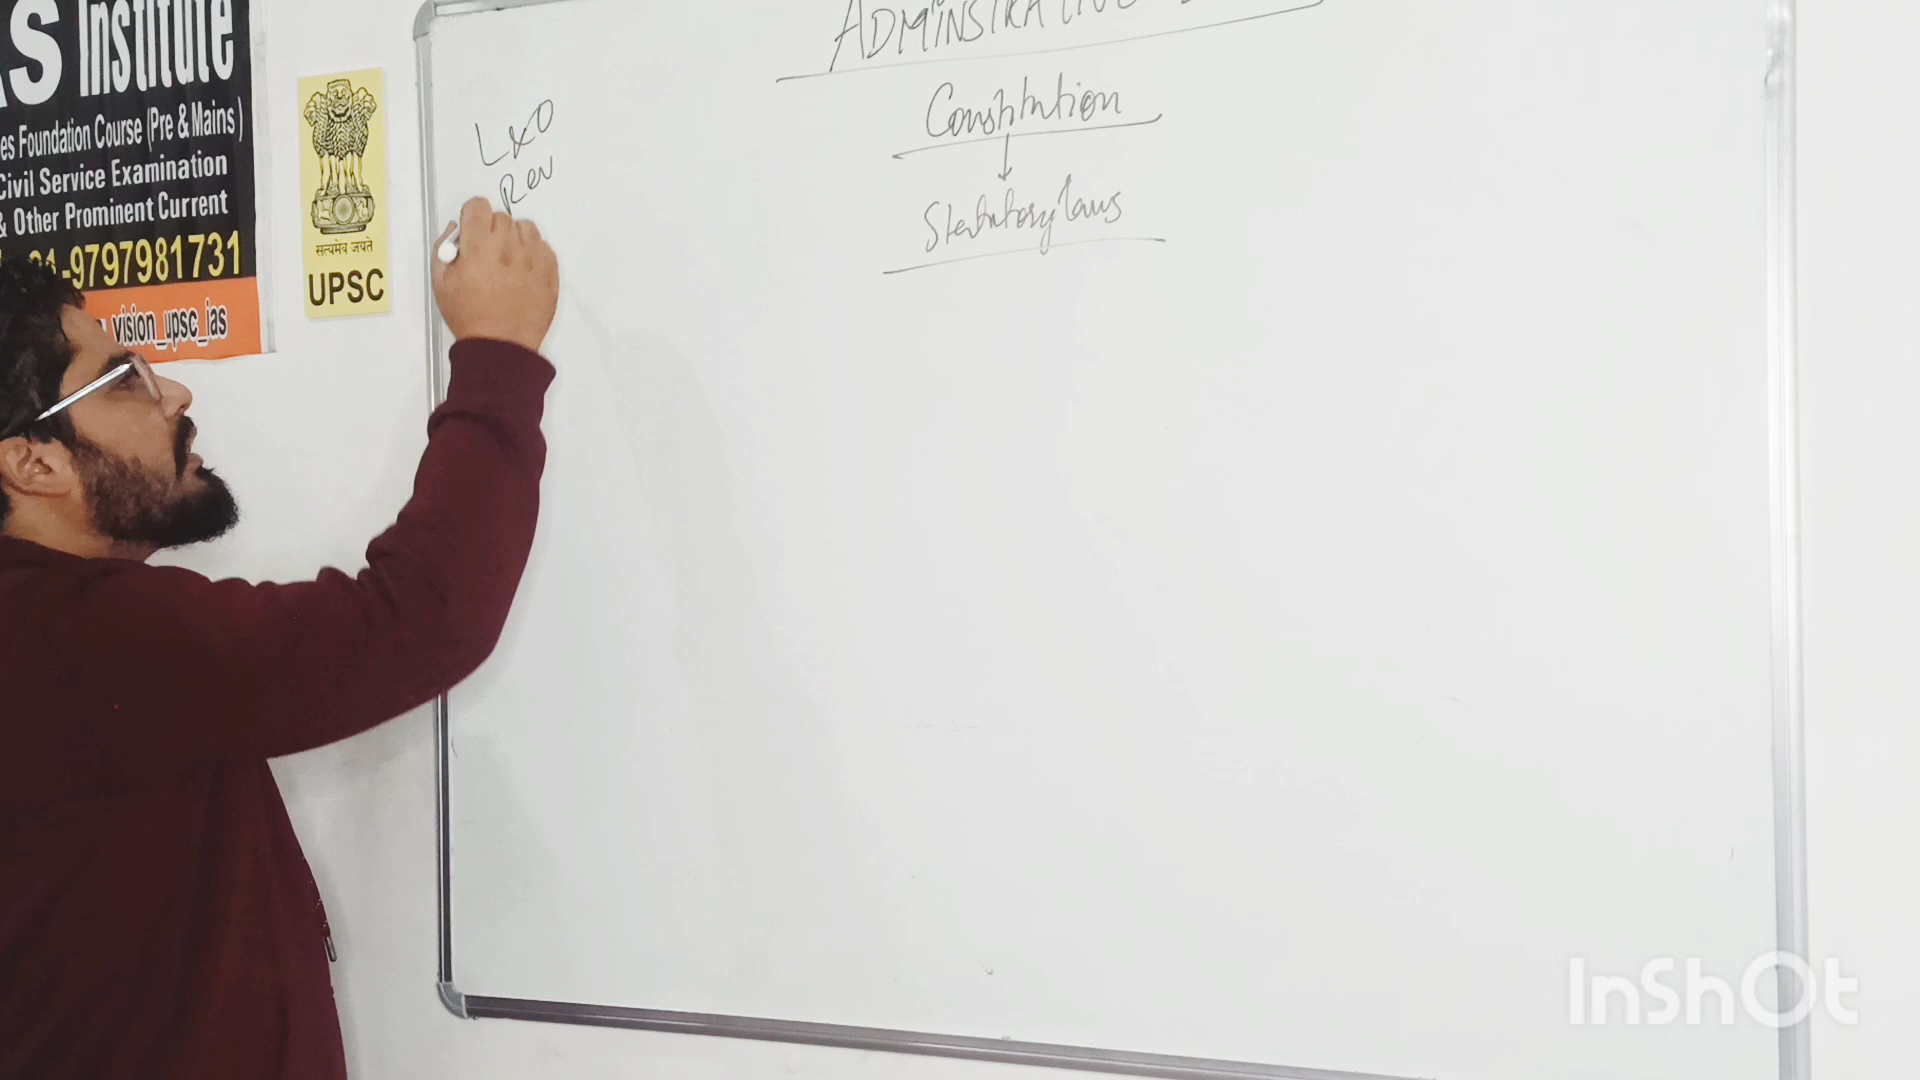 AS Institute
es Foundation Course (Pre & Mains)
Civil Service Examination
& Other Prominent Current
-9797981731
vision_upsc_ias
सत्यमेव जयते
UPSC
ADMINSTRATIVE
Constitution
Statutory laws
L&O
Rev
InShOt